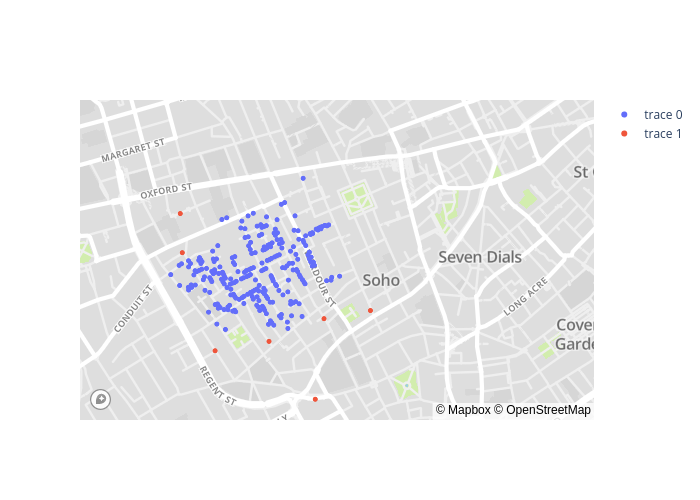 trace 0
trace 1
MARGARET ST
St
OXFORD ST
Seven Dials
DOUR ST
Soho
LONG ACRE
CONDUIT ST
Cove
Garde
REGENT ST
LY
© Mapbox © OpenStreetMap